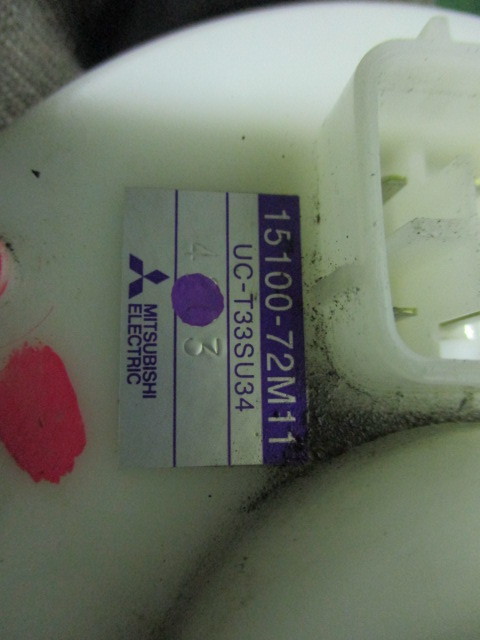 15100-72M11
UC-T33SU34
4 3
MITSUBISHI
ELECTRIC